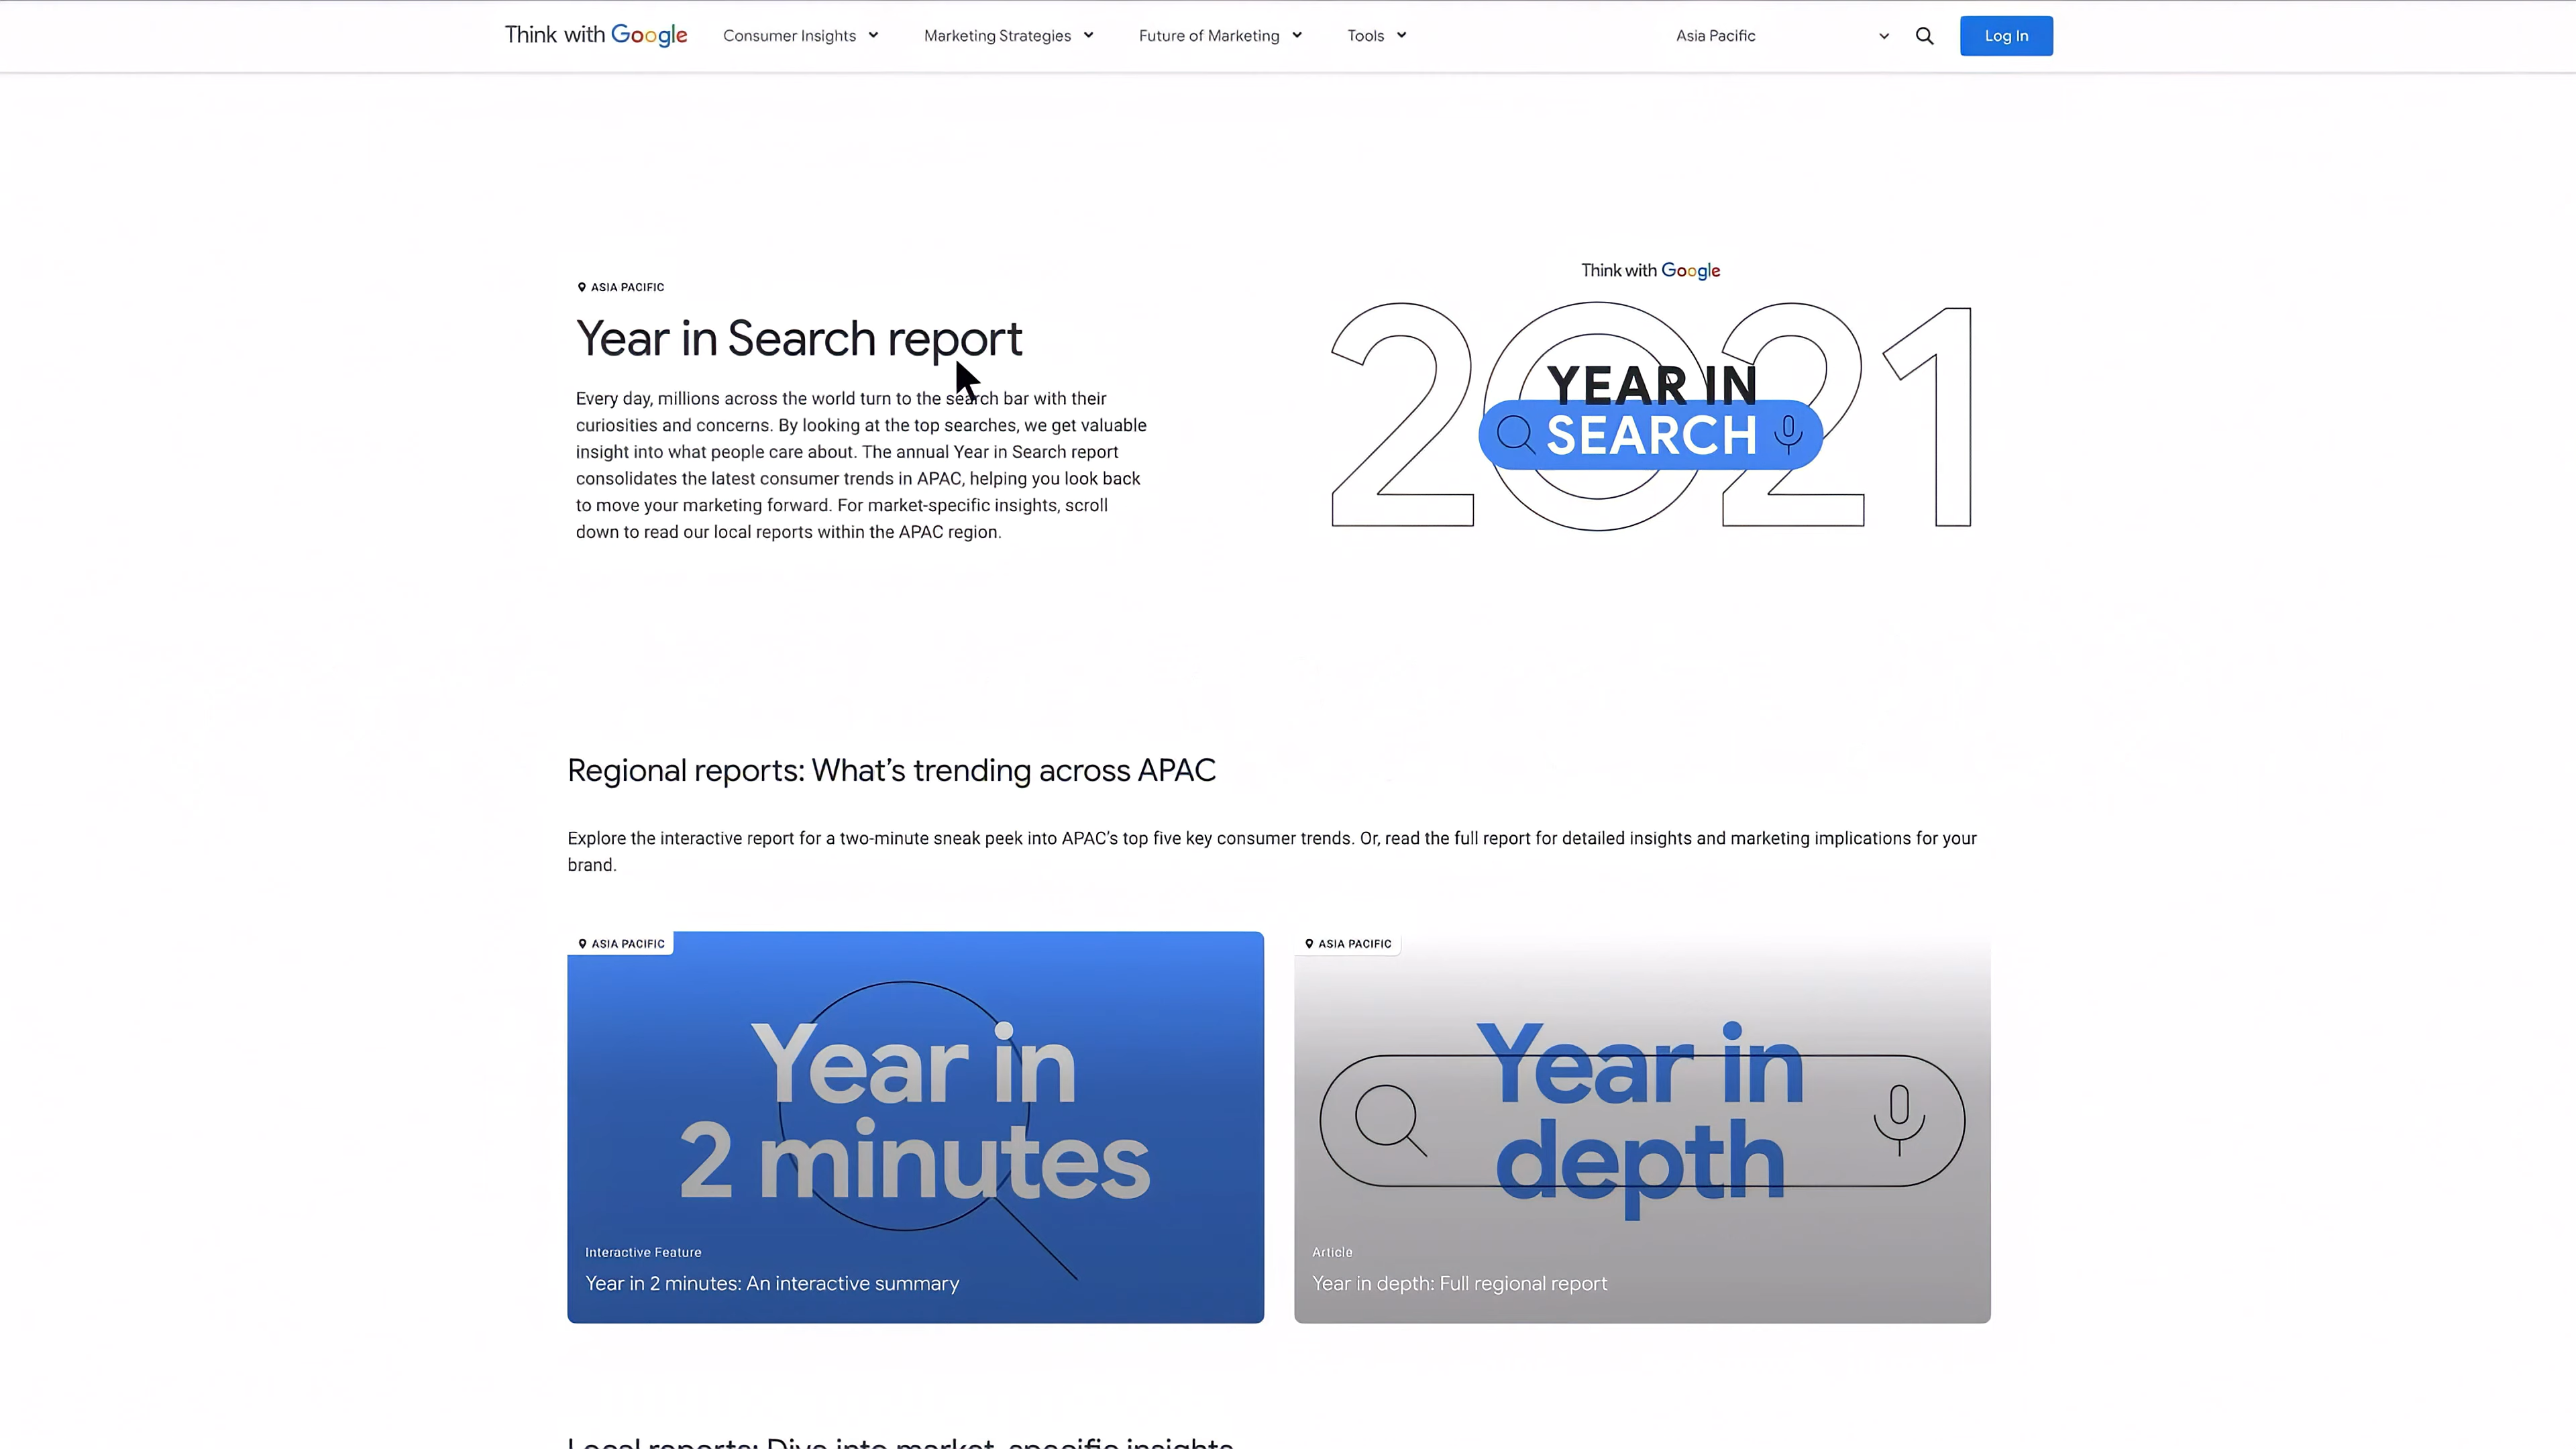 Think with Google
Consumer Insights
Marketing Strategies
Future of Marketing
Tools
Asia Pacific
Log In
ASIA PACIFIC
Year in Search report
Every day, millions across the world turn to the search bar with their
curiosities and concerns. By looking at the top searches, we get valuable
insight into what people care about. The annual Year in Search report
consolidates the latest consumer trends in APAC, helping you look back
to move your marketing forward. For market-specific insights, scroll
down to read our local reports within the APAC region.
Think with Google
2021
YEAR IN
SEARCH
Regional reports: What's trending across APAC
Explore the interactive report for a two-minute sneak peek into APAC's top five key consumer trends. Or, read the full report for detailed insights and marketing implications for your
brand.
ASIA PACIFIC
Year in
2 minutes
Interactive Feature
Year in 2 minutes: An interactive summary
ASIA PACIFIC
Year in
depth
Article
Year in depth: Full regional report
Local reports: Dive into market-specific insights